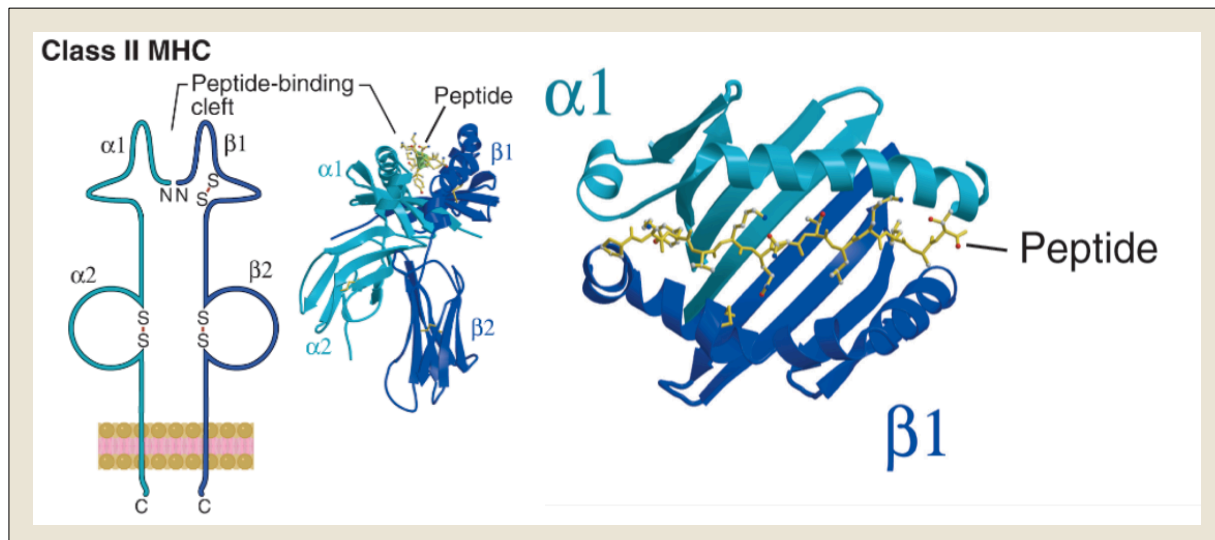 Class II MHC
Peptide-binding
cleft
Peptide
α1
β1
N N
S
S
α2
β2
S
S
S
S
C
C
α1
β1
α2
β2
α1
Peptide
β1